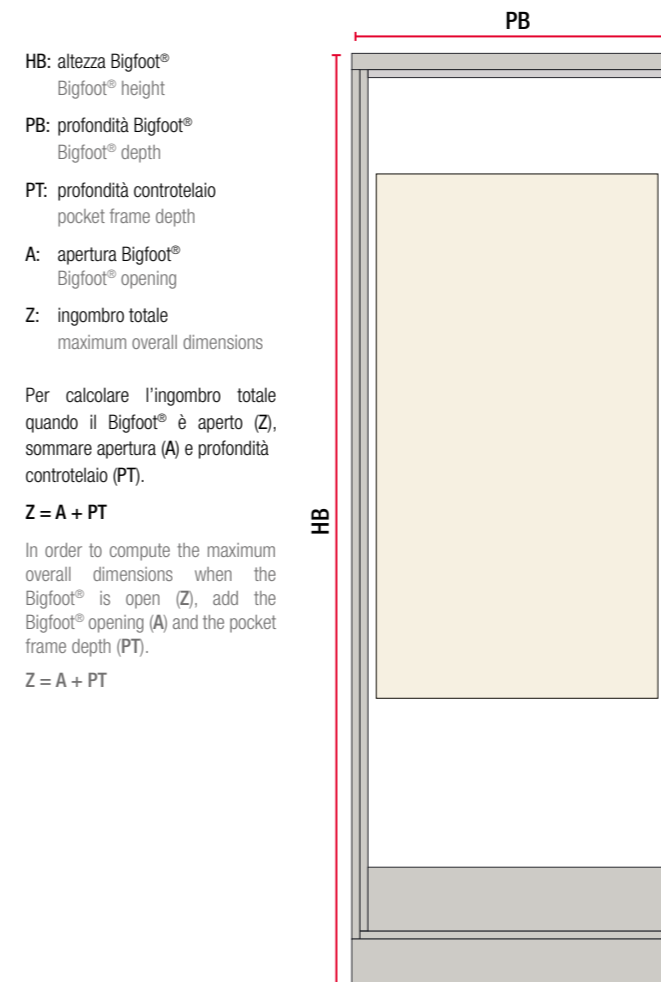 PB
HB: altezza Bigfoot®
Bigfoot® height
PB: profondità Bigfoot®
Bigfoot® depth
PT: profondità controtelaio
pocket frame depth
A: apertura Bigfoot®
Bigfoot® opening
Z: ingombro totale
maximum overall dimensions
Per calcolare l'ingombro totale
quando il Bigfoot® è aperto (Z),
sommare apertura (A) e profondità
controtelaio (PT).
Z = A + PT
In order to compute the maximum
overall dimensions when the
Bigfoot® is open (Z), add the
Bigfoot® opening (A) and the pocket
frame depth (PT).
Z = A + PT
HB